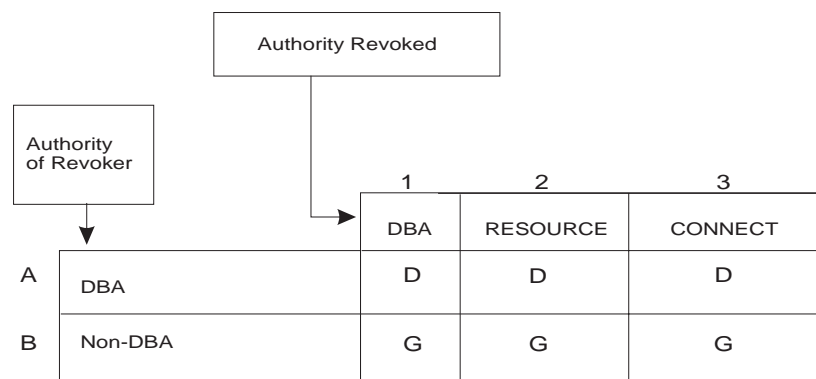 Authority Revoked
Authority
of Revoker
1 2 3
DBA RESOURCE CONNECT
A DBA D D D
B Non-DBA G G G